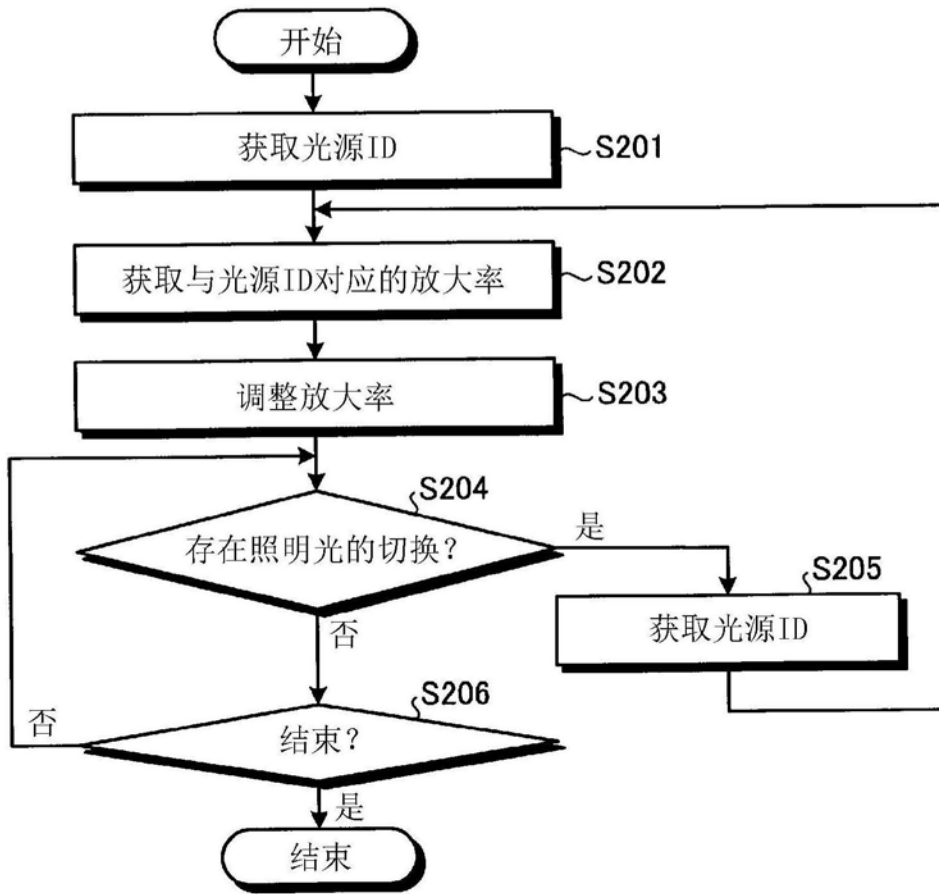 开始
获取光源ID
S201
获取与光源ID对应的放大率
S202
调整放大率
S203
S204
存在照明光的切换？
是
S205
获取光源ID
否
S206
否
结束？
是
结束